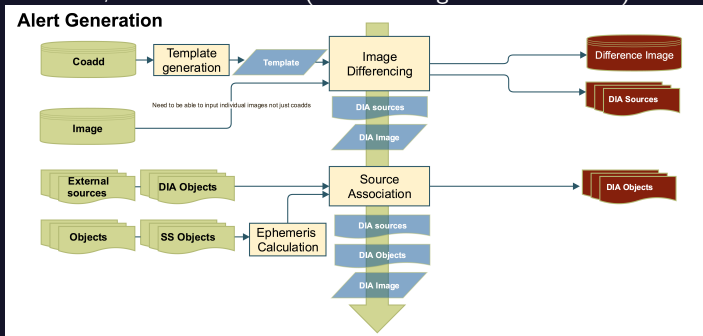 Alert Generation
Coadd
Template
generation
Template
Image
Differencing
Difference Image
DIA Sources
Need to be able to input individual images not just coadds
Image
DIA sources
DIA Image
External
sources
DIA Objects
Source
Association
DIA Objects
Objects
SS Objects
Ephemeris
Calculation
DIA sources
DIA Objects
DIA Image